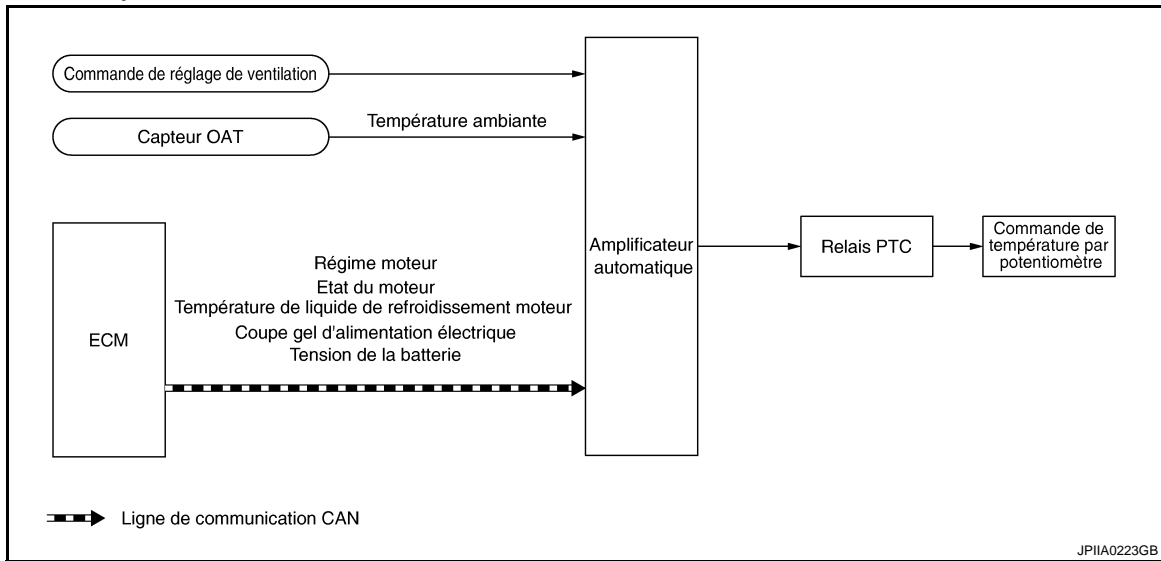 Commande de réglage de ventilation
Capteur OAT
Température ambiante
ECM
Régime moteur
Etat du moteur
Température de liquide de refroidissement moteur
Coupe gel d'alimentation électrique
Tension de la batterie
Amplificateur
automatique
Relais PTC
Commande de
température par
potentiomètre
Ligne de communication CAN
JPIIA0223GB